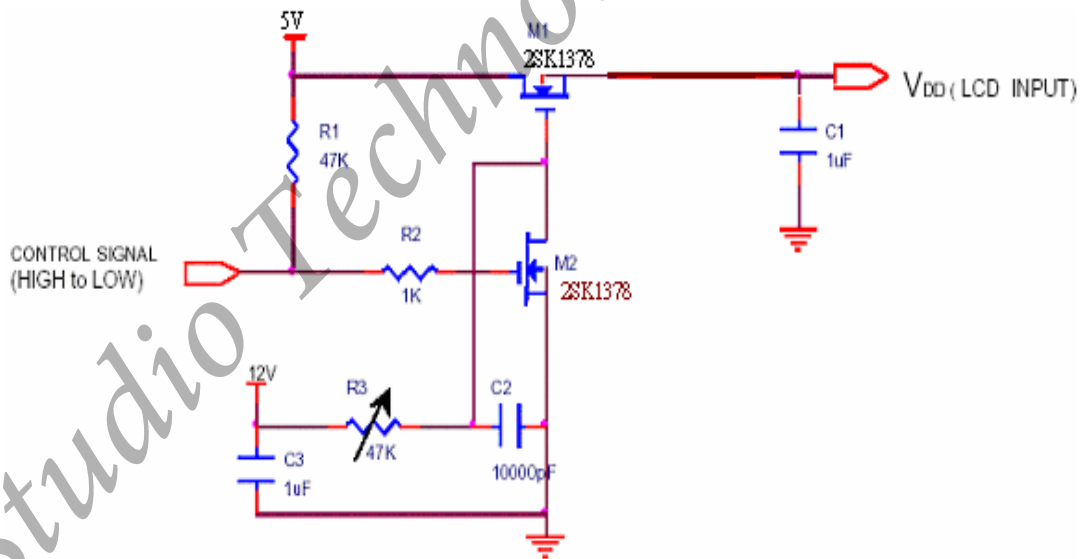 5V
M1
2SK1378
VDD ( LCD INPUT)
R1
47K
C1
1uF
CONTROL SIGNAL
(HIGH to LOW)
R2
1K
M2
2SK1378
12V
R3
47K
C2
10000pF
C3
1uF
tudio Techno